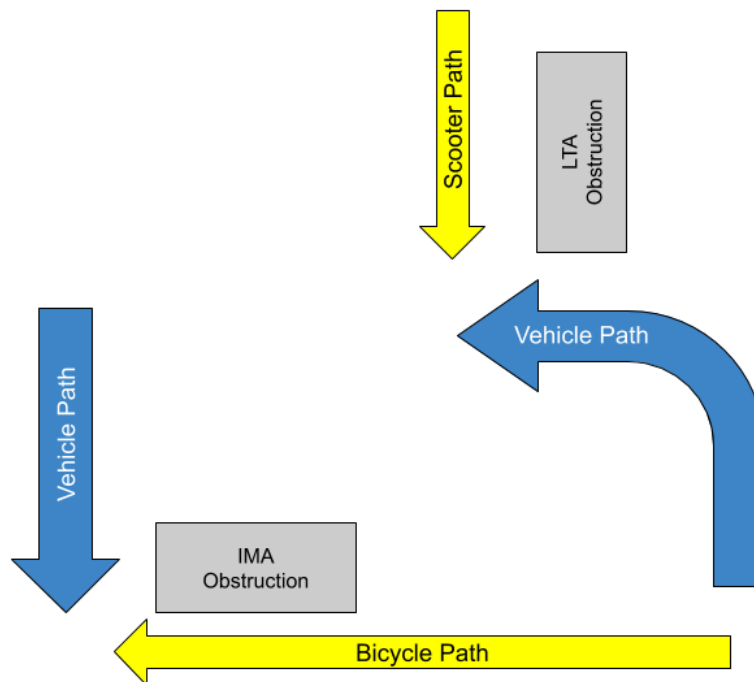 Scooter Path
LTA
Obstruction
Vehicle Path
Vehicle Path
IMA
Obstruction
Bicycle Path